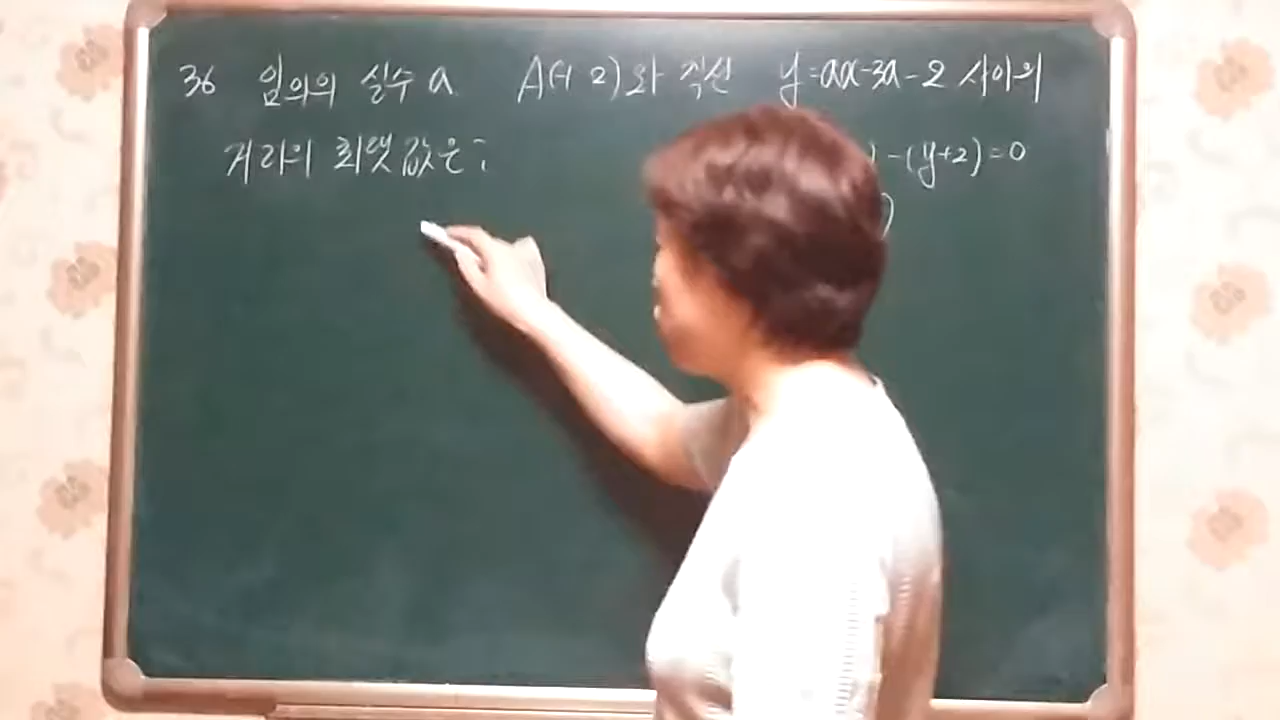 36 임의의 실수 a A(-1 2)와 직선 y=ax-3a-2 사이의
거리의 최댓값은?
) -(y+2)=0
)